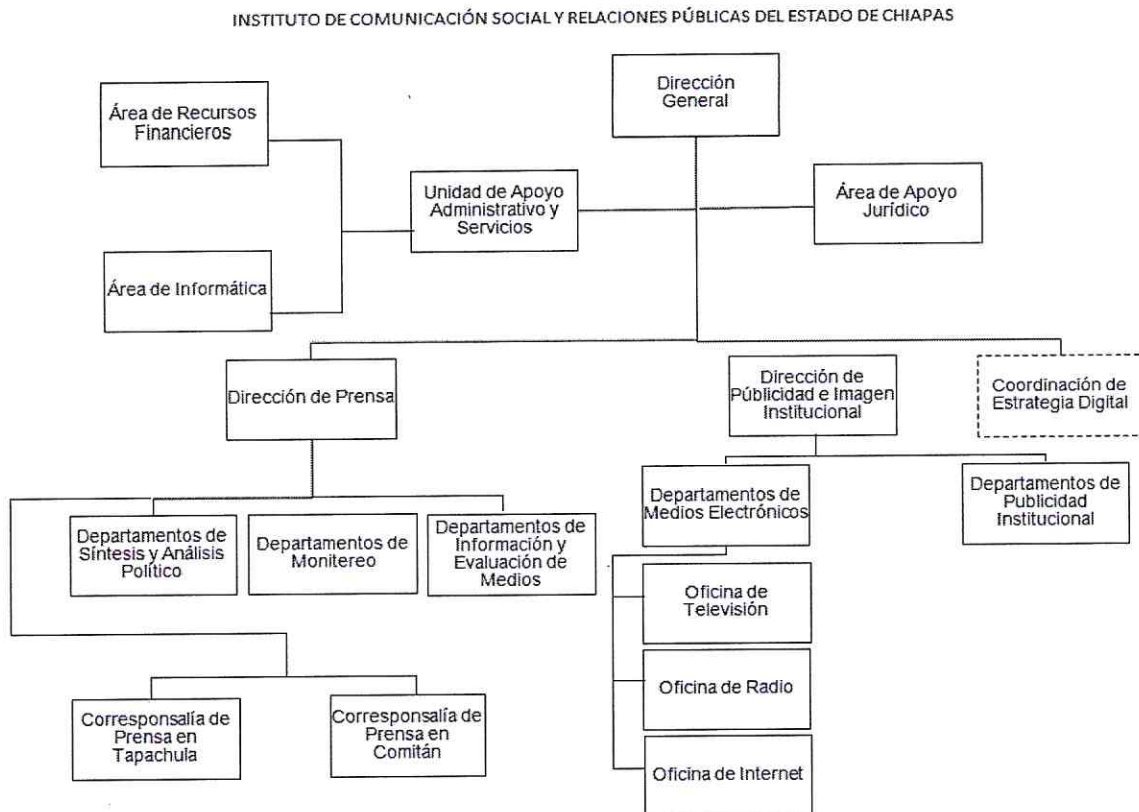 INSTITUTO DE COMUNICACIÓN SOCIAL Y RELACIONES PÚBLICAS DEL ESTADO DE CHIAPAS
Dirección
General
Área de Recursos
Financieros
Unidad de Apoyo
Administrativo y
Servicios
Área de Apoyo
Jurídico
Área de Informática
Dirección de Prensa
Dirección de
Públicidad e Imagen
Institucional
Coordinación de
Estrategia Digital
Departamentos de
Síntesis y Análisis
Político
Departamentos de
Monitereo
Departamentos de
Información y
Evaluación de
Medios
Departamentos de
Medios Electrónicos
Departamentos de
Publicidad
Institucional
Oficina de
Televisión
Oficina de Radio
Oficina de Internet
Corresponsalía de
Prensa en
Tapachula
Corresponsalía de
Prensa en
Comitán